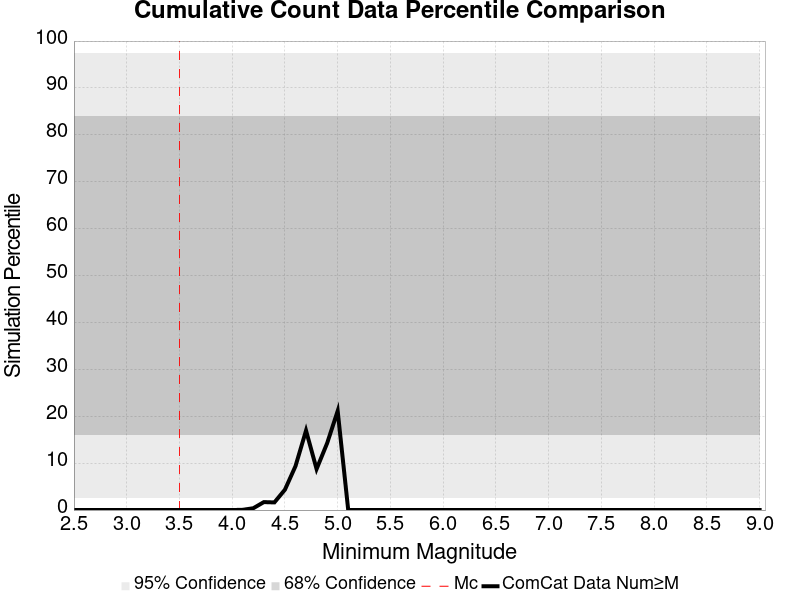 Cumulative Count Data Percentile Comparison
100
90
80
70
60
50
40
30
20
10
0
Simulation Percentile
2.5 3.0 3.5 4.0 4.5 5.0 5.5 6.0 6.5 7.0 7.5 8.0 8.5 9.0
Minimum Magnitude
95% Confidence 68% Confidence Mc ComCat Data Num≥M